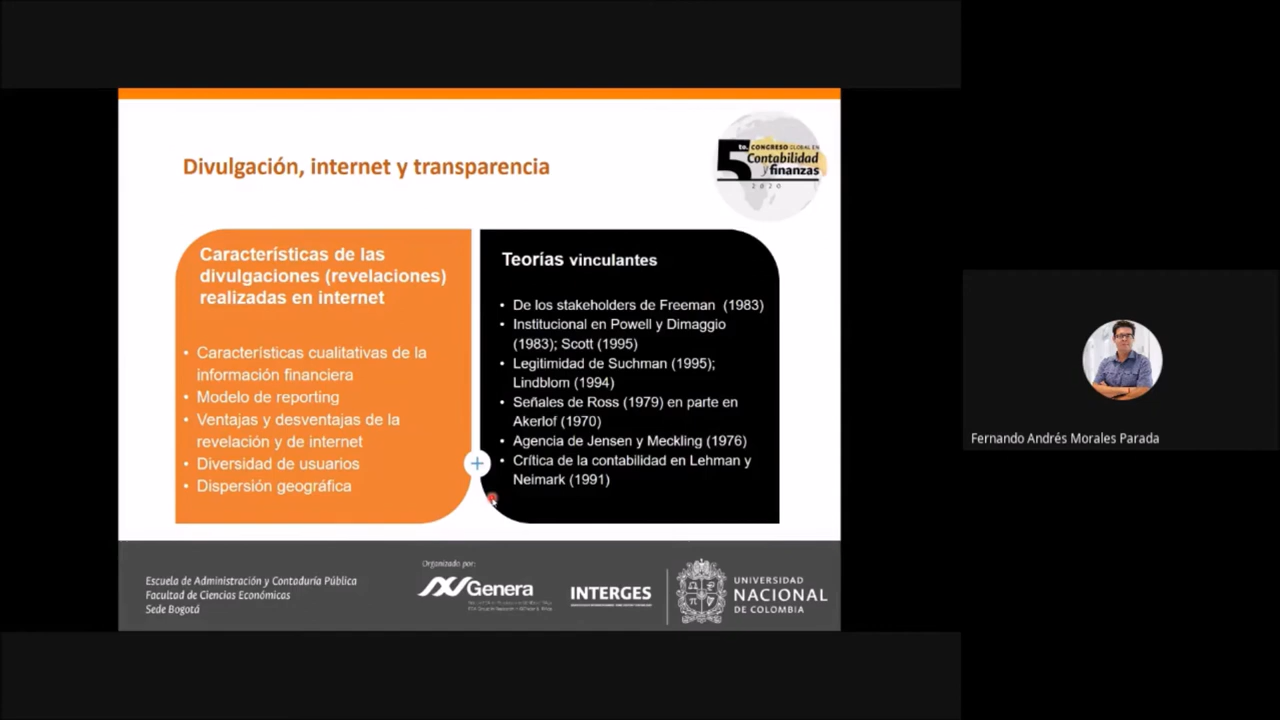 Divulgación, internet y transparencia
5to. CONGRESO GLOBAL EN
Contabilidad
y finanzas
2020
Características de las
divulgaciones (revelaciones)
realizadas en internet
• Características cualitativas de la
información financiera
• Modelo de reporting
• Ventajas y desventajas de la
revelación y de internet
• Diversidad de usuarios
• Dispersión geográfica
Teorías vinculantes
• De los stakeholders de Freeman (1983)
• Institucional en Powell y Dimaggio
(1983); Scott (1995)
• Legitimidad de Suchman (1995);
Lindblom (1994)
• Señales de Ross (1979) en parte en
Akerlof (1970)
• Agencia de Jensen y Meckling (1976)
• Crítica de la contabilidad en Lehman y
Neimark (1991)
Fernando Andrés Morales Parada
Escuela de Administración y Contaduría Pública
Facultad de Ciencias Económicas
Sede Bogotá
Organizado por:
Genera
INTERGES
UNIVERSIDAD
NACIONAL
DE COLOMBIA